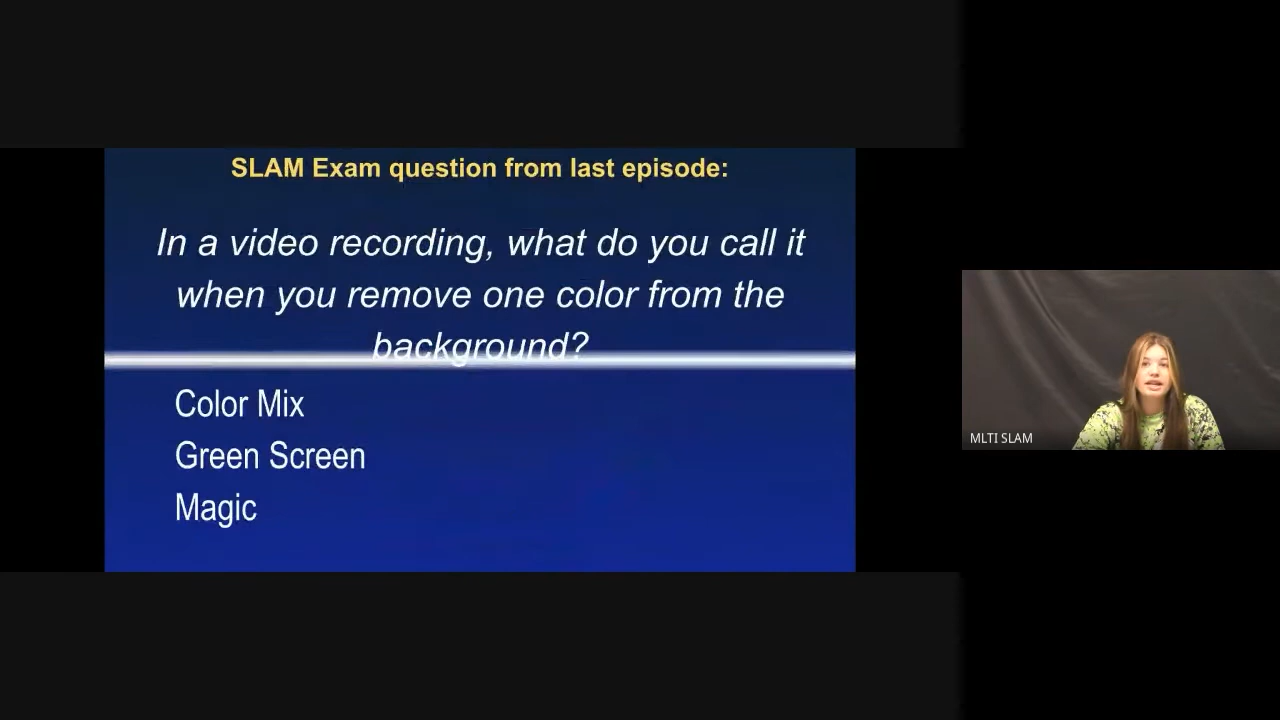 SLAM Exam question from last episode:
In a video recording, what do you call it
when you remove one color from the
background?
Color Mix
Green Screen
Magic
MLTI SLAM